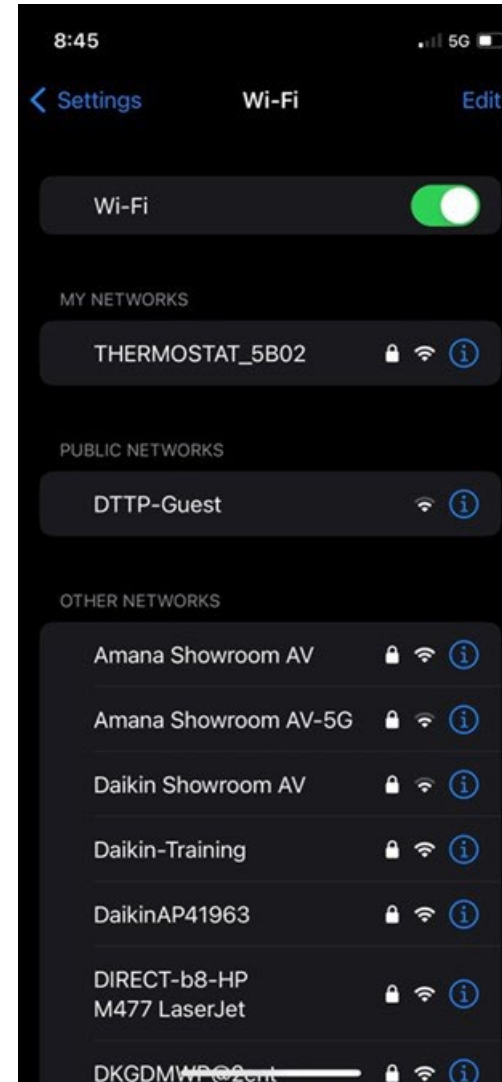 8:45
5G
Settings
Wi-Fi
Edit
Wi-Fi
MY NETWORKS
THERMOSTAT_5B02
PUBLIC NETWORKS
DTTP-Guest
OTHER NETWORKS
Amana Showroom AV
Amana Showroom AV-5G
Daikin Showroom AV
Daikin-Training
DaikinAP41963
DIRECT-b8-HP
M477 LaserJet